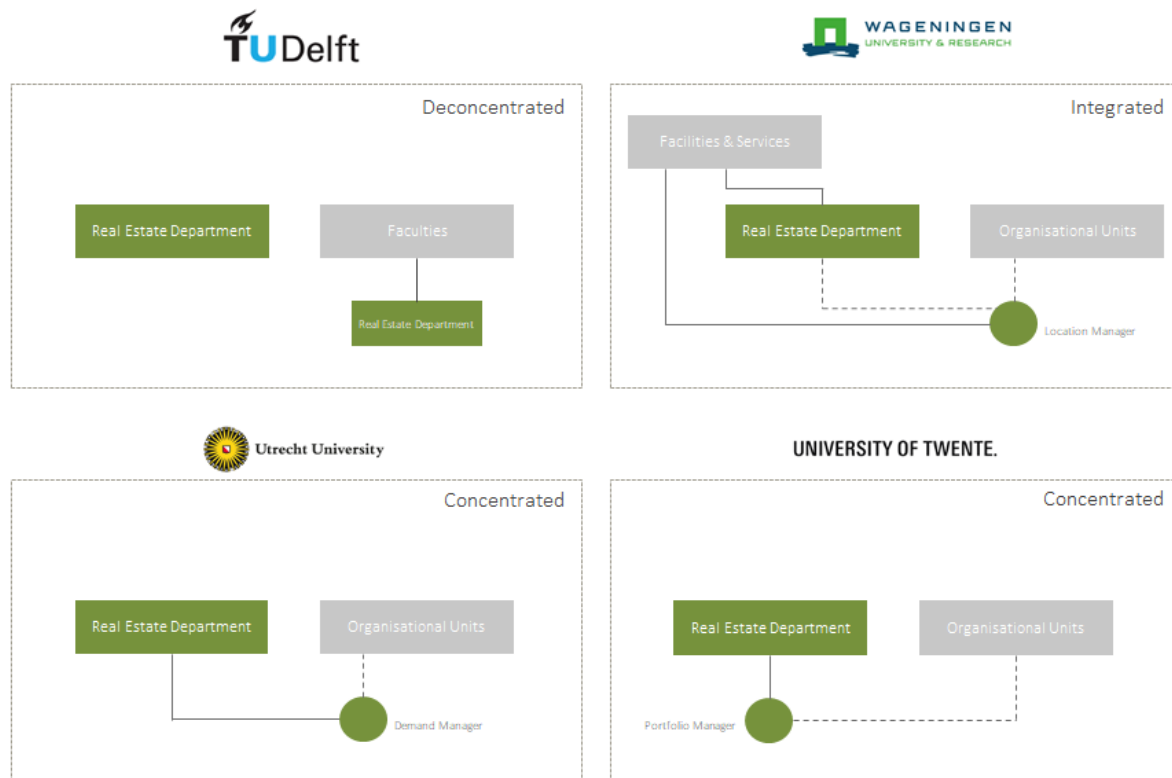 TU Delft
WAGENINGEN
UNIVERSITY & RESEARCH
Deconcentrated
Real Estate Department
Faculties
Real Estate Department
Integrated
Facilities & Services
Real Estate Department
Organisational Units
Location Manager
Utrecht University
UNIVERSITY OF TWENTE.
Concentrated
Real Estate Department
Organisational Units
Demand Manager
Concentrated
Real Estate Department
Organisational Units
Portfolio Manager